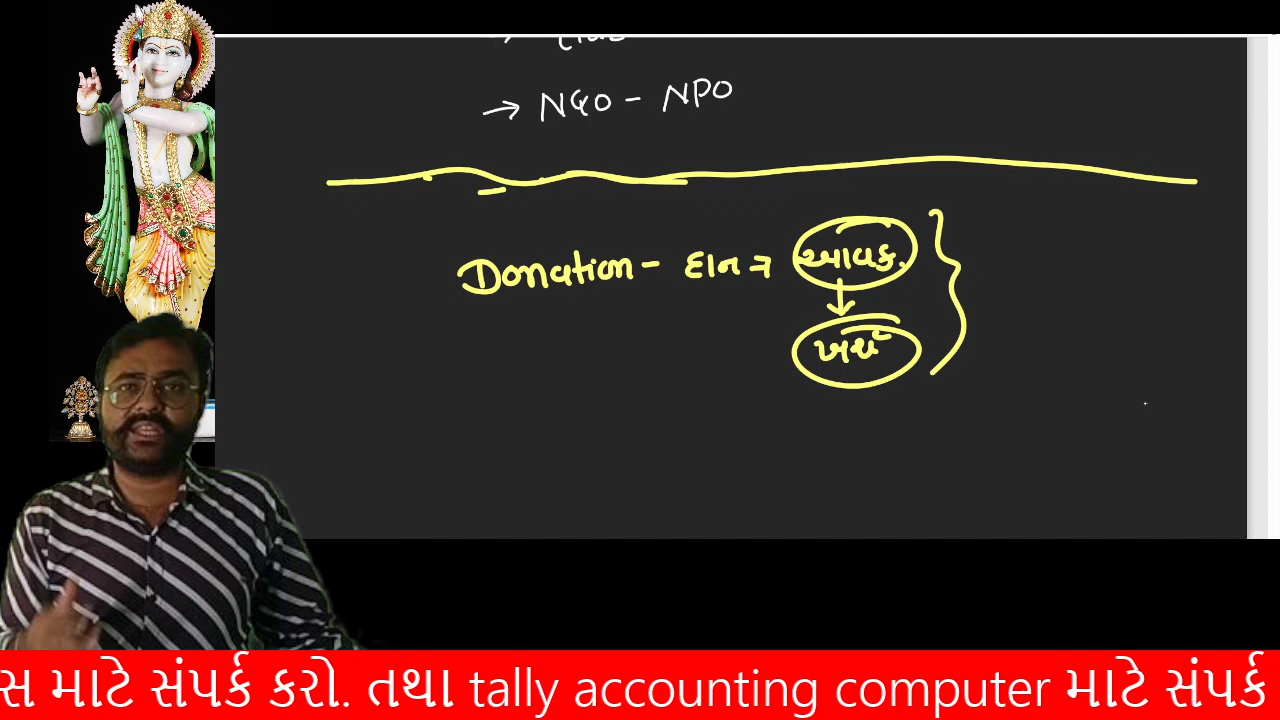 → NGO - NPO
Donation - દાન ⇒ આવક.
↓
ખર્ચ
સ માટે સંપર્ક કરો. તથા tally accounting computer માટે સંપર્ક